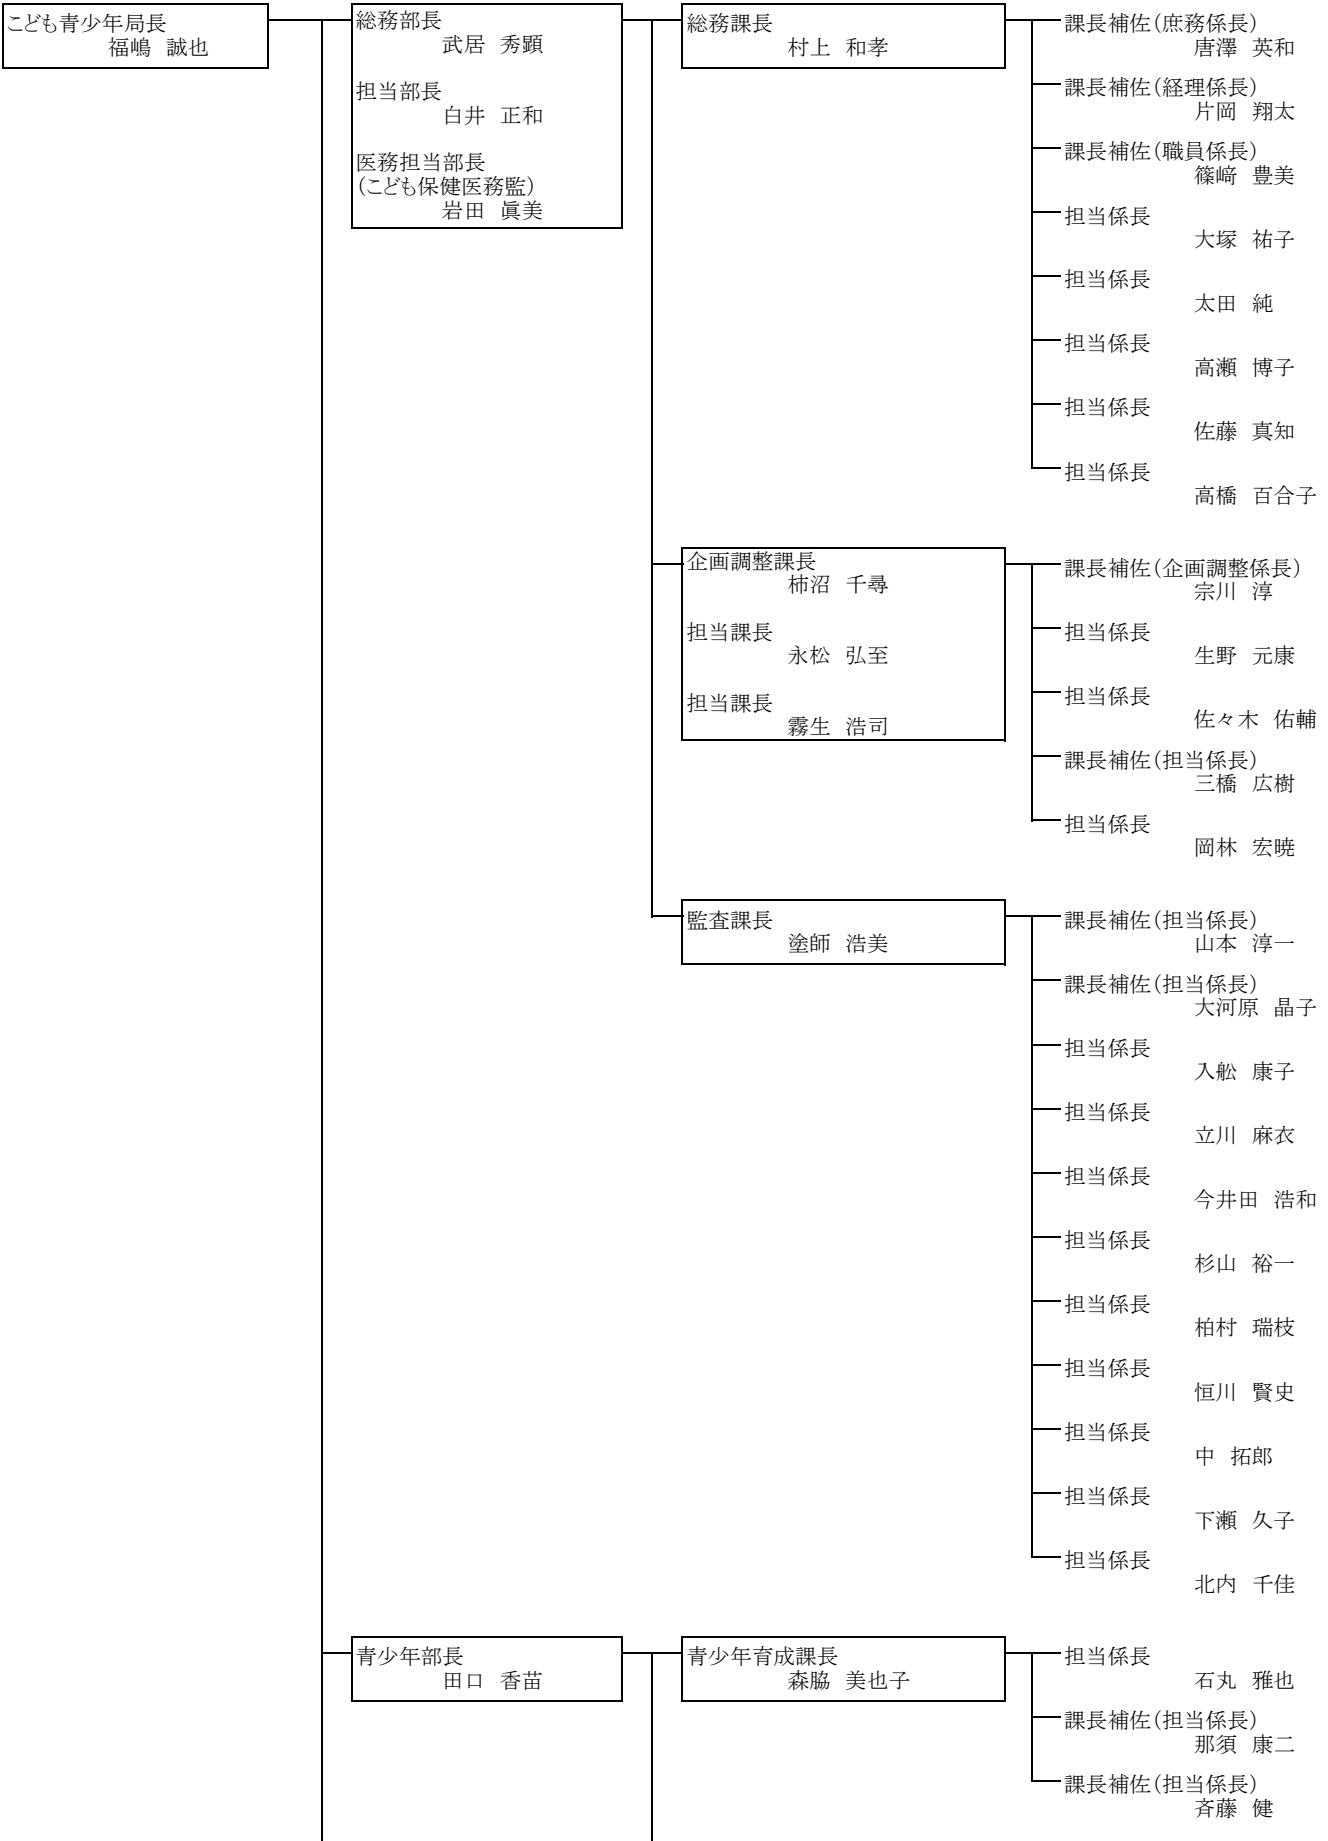 こども青少年局長
福嶋 誠也
総務部長
武居 秀顕
担当部長
白井 正和
医務担当部長
(こども保健医務監)
岩田 眞美
総務課長
村上 和孝
課長補佐(庶務係長)
唐澤 英和
課長補佐(経理係長)
片岡 翔太
課長補佐(職員係長)
篠﨑 豊美
担当係長
大塚 祐子
担当係長
太田 純
担当係長
高瀬 博子
担当係長
佐藤 真知
担当係長
高橋 百合子
企画調整課長
柿沼 千尋
担当課長
永松 弘至
担当課長
霧生 浩司
課長補佐(企画調整係長)
宗川 淳
担当係長
生野 元康
担当係長
佐々木 佑輔
課長補佐(担当係長)
三橋 広樹
担当係長
岡林 宏暁
監査課長
塗師 浩美
課長補佐(担当係長)
山本 淳一
課長補佐(担当係長)
大河原 晶子
担当係長
入舩 康子
担当係長
立川 麻衣
担当係長
今井田 浩和
担当係長
杉山 裕一
担当係長
柏村 瑞枝
担当係長
恒川 賢史
担当係長
中 拓郎
担当係長
下瀬 久子
担当係長
北内 千佳
青少年部長
田口 香苗
青少年育成課長
森脇 美也子
担当係長
石丸 雅也
課長補佐(担当係長)
那須 康二
課長補佐(担当係長)
斉藤 健